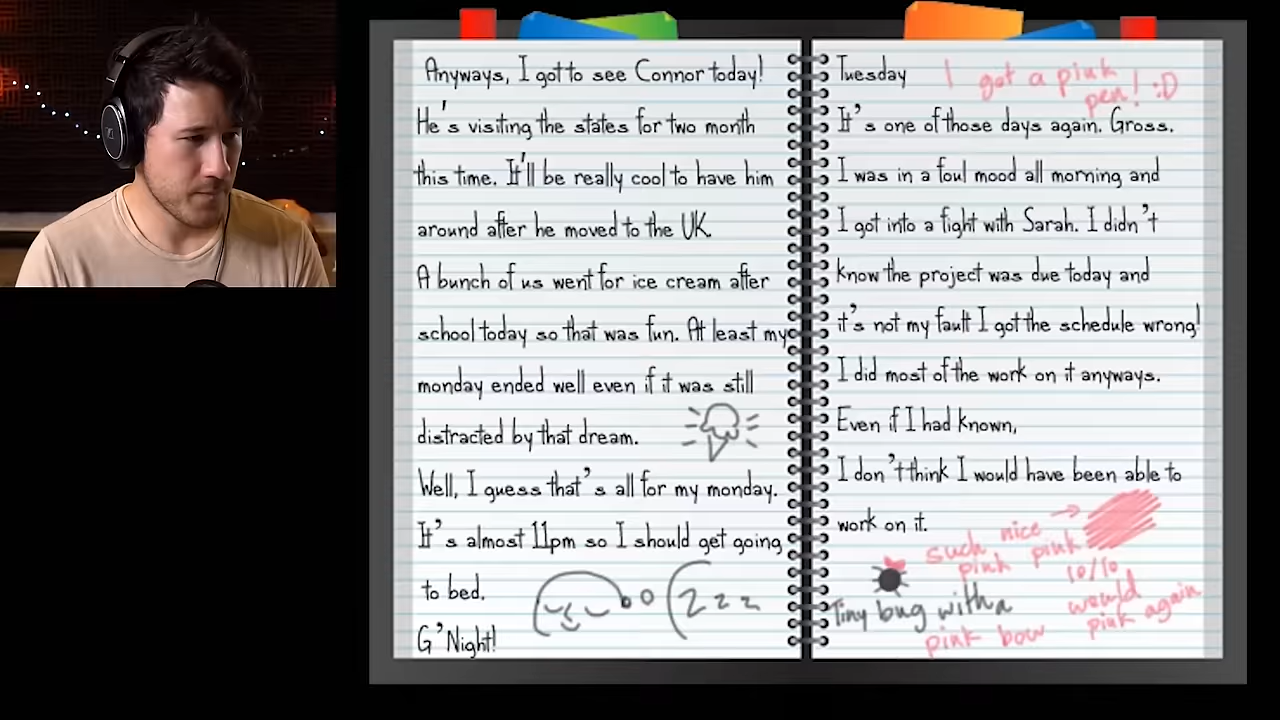 Anyways, I got to see Connor today!
He's visiting the states for two month
this time. It'll be really cool to have him
around after he moved to the UK.
A bunch of us went for ice cream after
school today so that was fun. At least my
monday ended well even if it was still
distracted by that dream.
Well, I guess that's all for my monday.
It's almost 11pm so I should get going
to bed.
Z z z
G'Night!
Tuesday
I got a pink
pen! :D
It's one of those days again. Gross.
I was in a foul mood all morning and
I got into a fight with Sarah. I didn't
know the project was due today and
it's not my fault I got the schedule wrong!
I did most of the work on it anyways.
Even if I had known,
I don't think I would have been able to
work on it.
such nice
pink pink
10/10
would
pink again
Tiny bug with a
pink bow